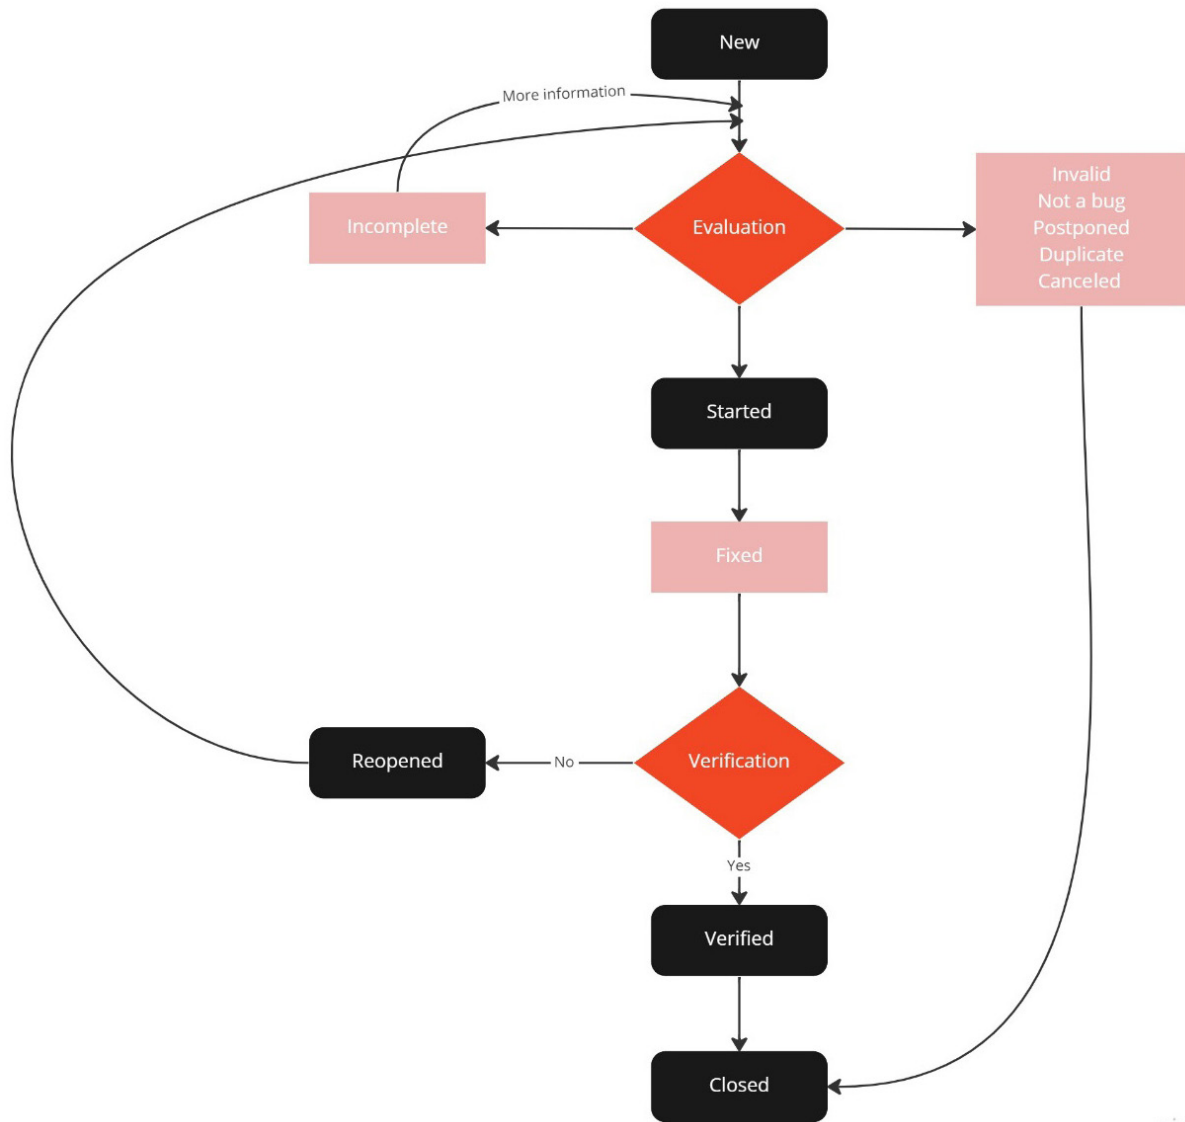 New
More information
Incomplete
Evaluation
Invalid
Not a bug
Postponed
Duplicate
Canceled
Started
Fixed
Reopened
No
Verification
Yes
Verified
Closed